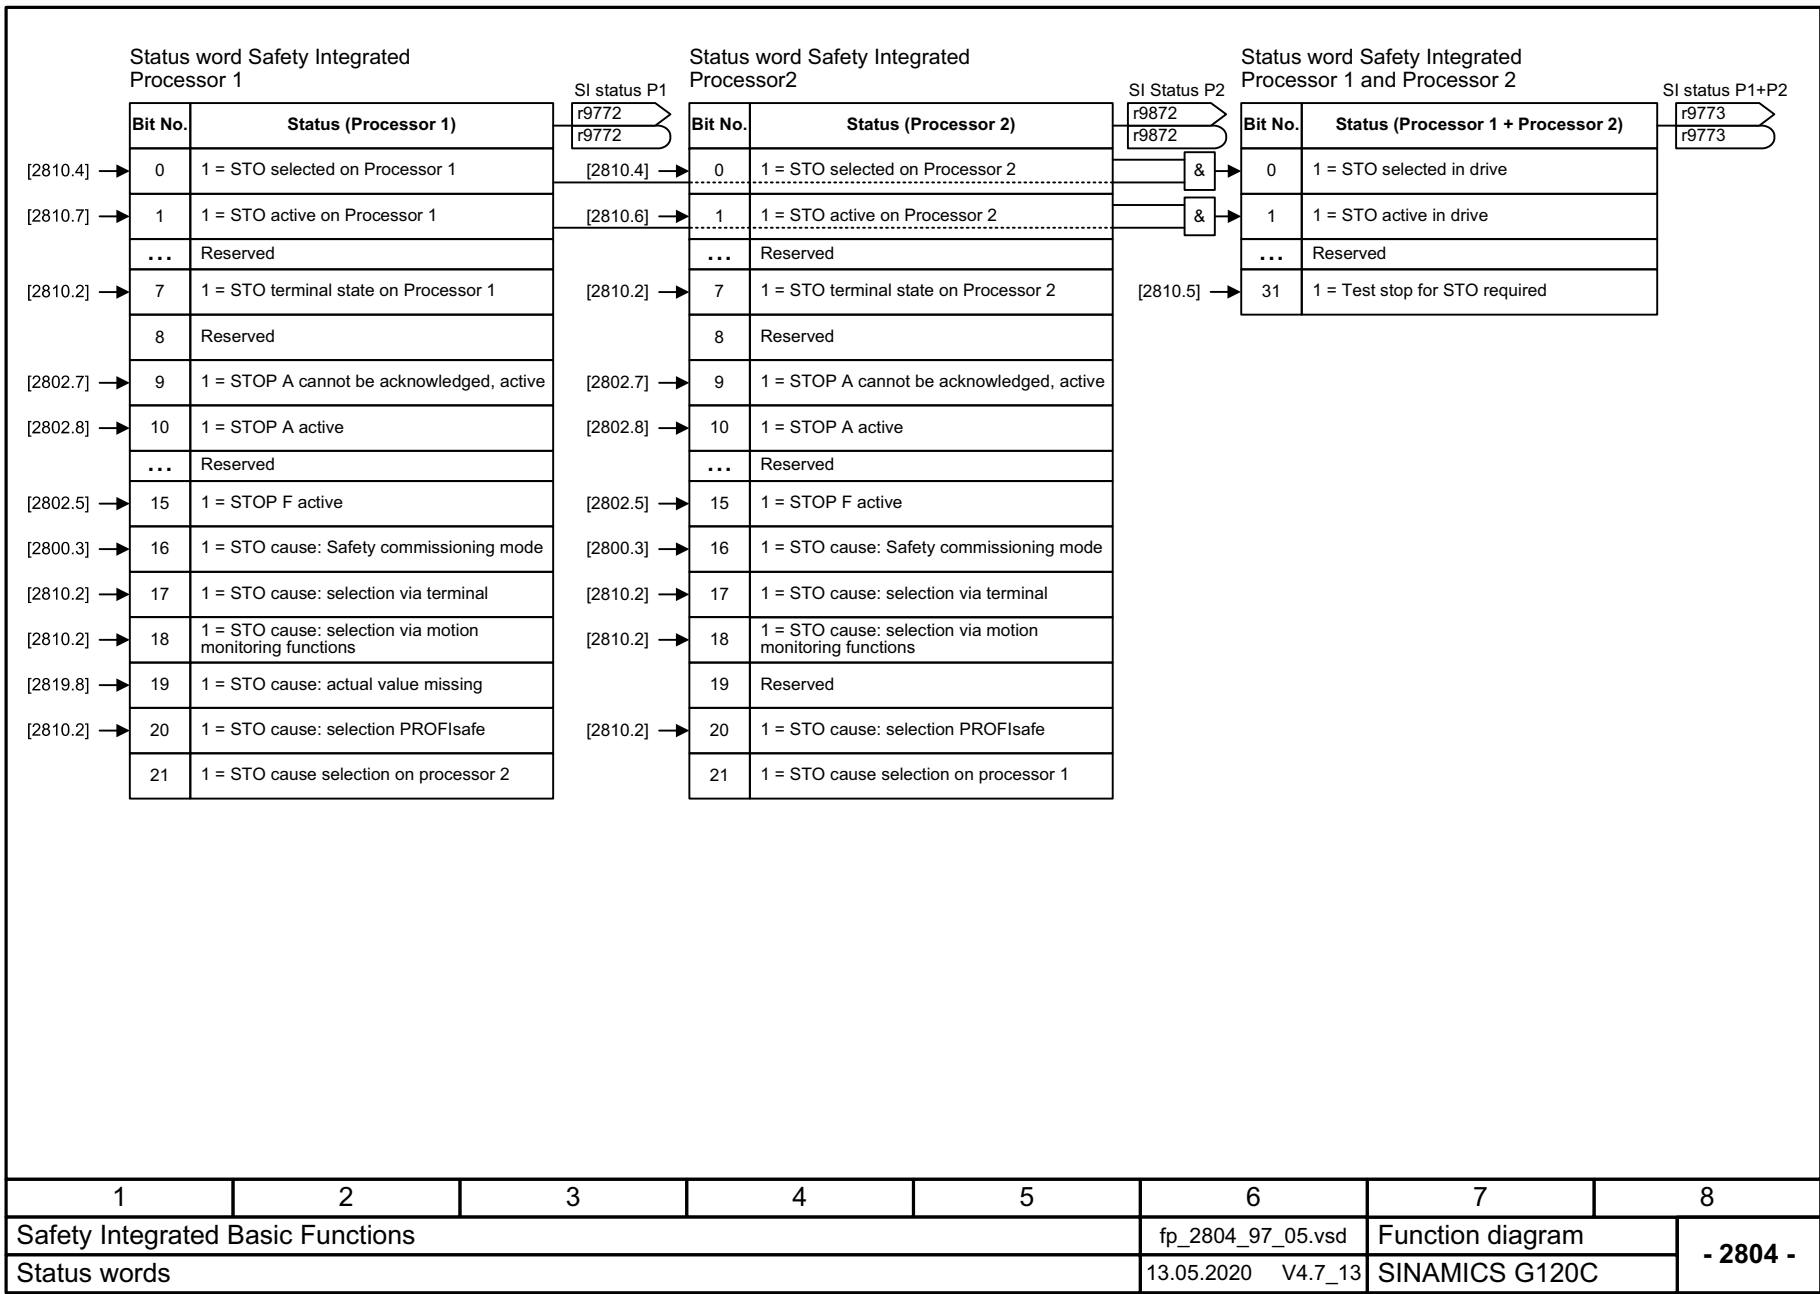 Status word Safety Integrated
Processor 1
SI status P1
r9772
r9772
Bit No. Status (Processor 1)
[2810.4] 0 1 = STO selected on Processor 1
[2810.7] 1 1 = STO active on Processor 1
... Reserved
[2810.2] 7 1 = STO terminal state on Processor 1
8 Reserved
[2802.7] 9 1 = STOP A cannot be acknowledged, active
[2802.8] 10 1 = STOP A active
... Reserved
[2802.5] 15 1 = STOP F active
[2800.3] 16 1 = STO cause: Safety commissioning mode
[2810.2] 17 1 = STO cause: selection via terminal
[2810.2] 18 1 = STO cause: selection via motion
monitoring functions
[2819.8] 19 1 = STO cause: actual value missing
[2810.2] 20 1 = STO cause: selection PROFIsafe
21 1 = STO cause selection on processor 2
Status word Safety Integrated
Processor2
SI Status P2
r9872
r9872
Bit No. Status (Processor 2)
[2810.4] 0 1 = STO selected on Processor 2
&
[2810.6] 1 1 = STO active on Processor 2
&
... Reserved
[2810.2] 7 1 = STO terminal state on Processor 2
8 Reserved
[2802.7] 9 1 = STOP A cannot be acknowledged, active
[2802.8] 10 1 = STOP A active
... Reserved
[2802.5] 15 1 = STOP F active
[2800.3] 16 1 = STO cause: Safety commissioning mode
[2810.2] 17 1 = STO cause: selection via terminal
[2810.2] 18 1 = STO cause: selection via motion
monitoring functions
19 Reserved
[2810.2] 20 1 = STO cause: selection PROFIsafe
21 1 = STO cause selection on processor 1
Status word Safety Integrated
Processor 1 and Processor 2
SI status P1+P2
r9773
r9773
Bit No. Status (Processor 1 + Processor 2)
0 1 = STO selected in drive
1 1 = STO active in drive
... Reserved
[2810.5] 31 1 = Test stop for STO required
1 2 3 4 5 6 7 8
Safety Integrated Basic Functions fp_2804_97_05.vsd Function diagram
- 2804 -
Status words 13.05.2020 V4.7_13 SINAMICS G120C